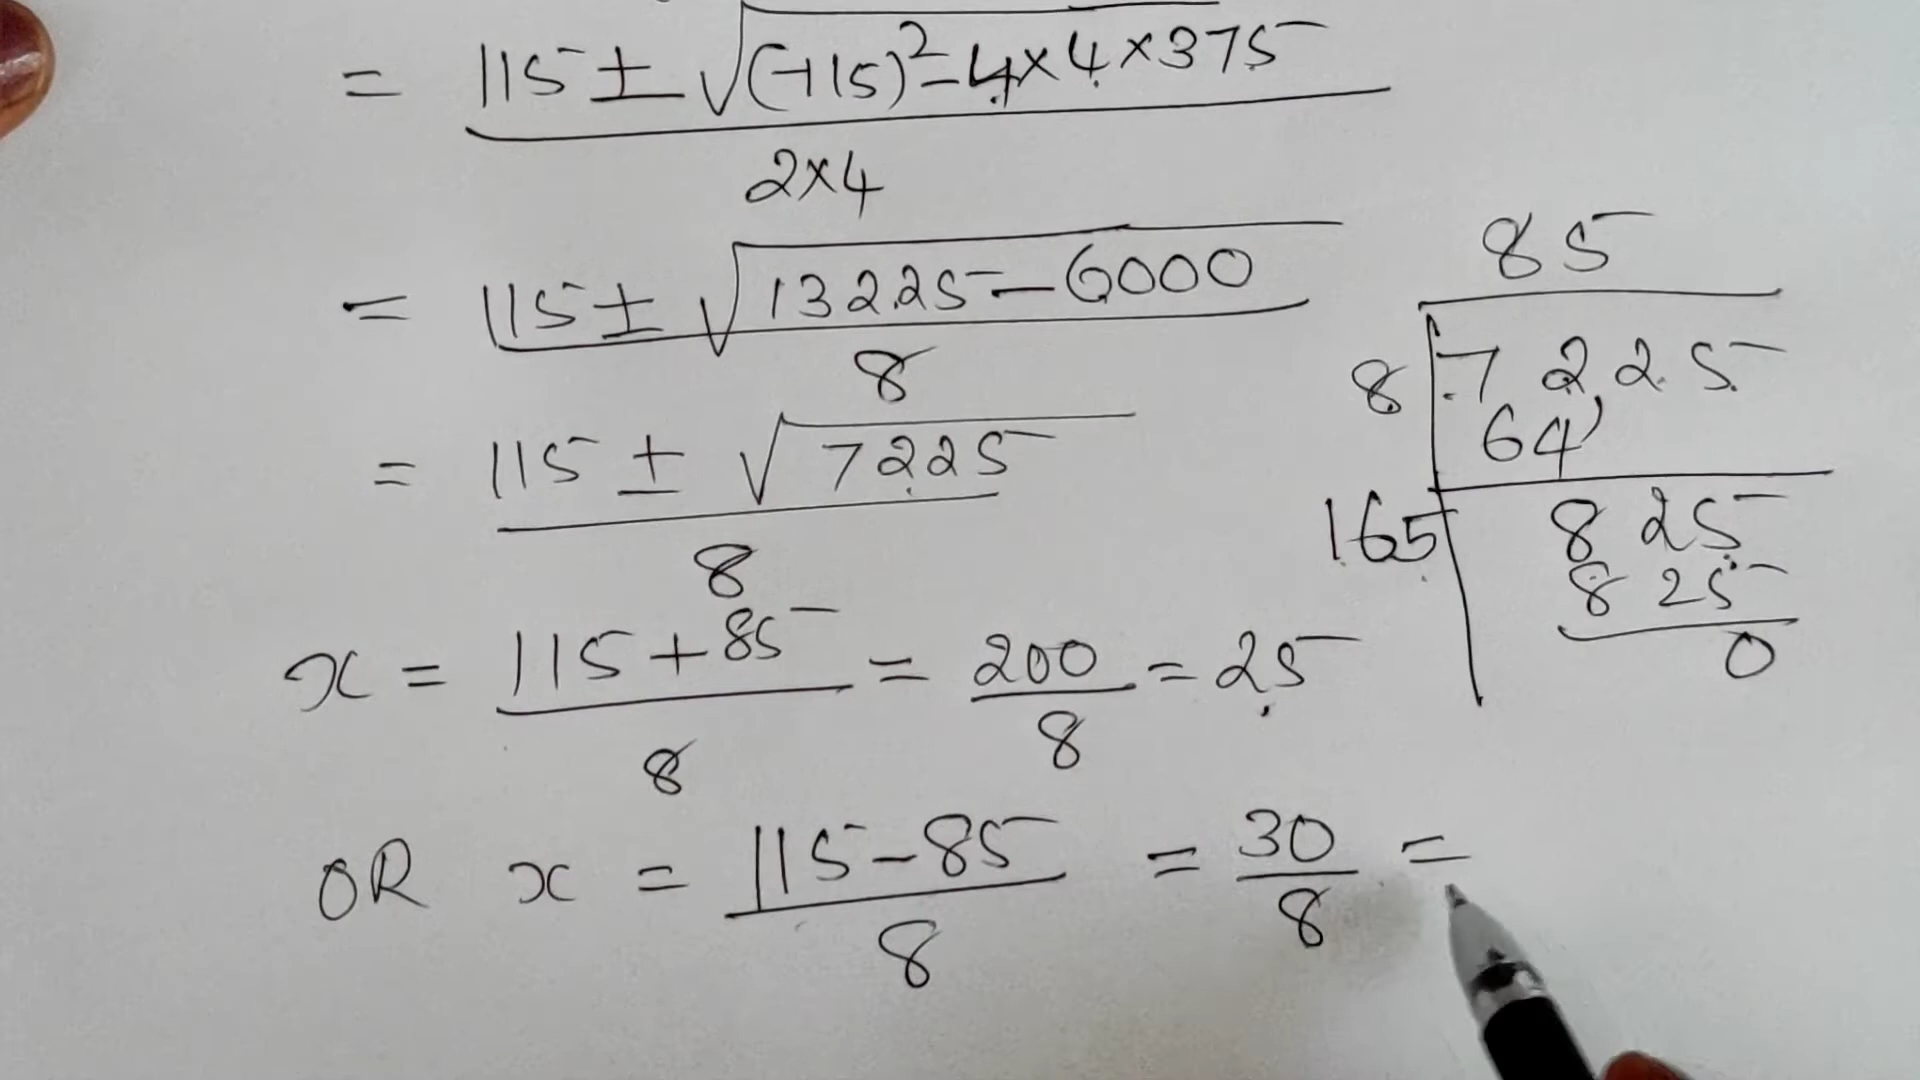 = 115 ± √(-115)² - 4 × 4 × 375
2 × 4
= 115 ± √13225 - 6000
8
= 115 ± √7225
8
x = 115 + 85 = 200 = 25
8 8
OR x = 115 - 85 = 30 =
8 8
85
8 7225
64
165 825
825
0